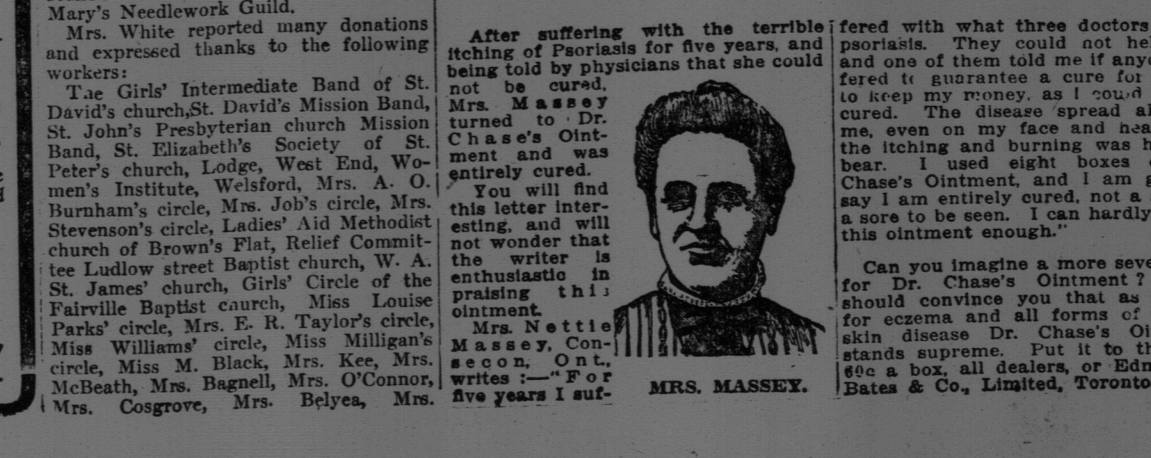 Mary's Needlework Guild.
Mrs. White reported many donations
and expressed thanks to the following
workers:
The Girls' Intermediate Band of St.
David's church,St. David's Mission Band,
St. John's Presbyterian church Mission
Band, St. Elizabeth's Society of St.
Peter's church, Lodge, West End, Wo-
men's Institute, Welsford, Mrs. A. O.
Burnham's circle, Mrs. Job's circle, Mrs.
Stevenson's circle, Ladies' Aid Methodist
church of Brown's Flat, Relief Commit-
tee Ludlow street Baptist church, W. A.
St. James' church, Girls' Circle of the
Fairville Baptist church, Miss Louise
Parks' circle, Mrs. E. R. Taylor's circle,
Miss Williams' circle, Miss Milligan's
circle, Miss M. Black, Mrs. Kee, Mrs.
McBeath, Mrs. Bagnell, Mrs. O'Connor,
Mrs. Cosgrove, Mrs. Belyea, Mrs.
After suffering with the terrible
itching of Psoriasis for five years, and
being told by physicians that she could
not be cured,
Mrs. Massey
turned to Dr.
Chase's Oint-
ment and was
entirely cured.
You will find
this letter inter-
esting, and will
not wonder that
the writer is
enthusiastic in
praising this
ointment.
Mrs. Nettie
Massey, Con-
secon, Ont.,
writes :—"For
five years I suf-
MRS. MASSEY.
fered with what three doctors
psoriasis. They could not
and one of them told me if
fered to guarantee a cure for
to keep my money, as I could
cured. The disease spread
me, even on my face and
the itching and burning was
bear. I used eight boxes
Chase's Ointment, and I am
say I am entirely cured, not a
a sore to be seen. I can hardly
this ointment enough."
Can you imagine a more
for Dr. Chase's Ointment ?
should convince you that as
for eczema and all forms of
skin disease Dr. Chase's
stands supreme. Put it to
60c a box, all dealers, or
Bates & Co., Limited, Toronto